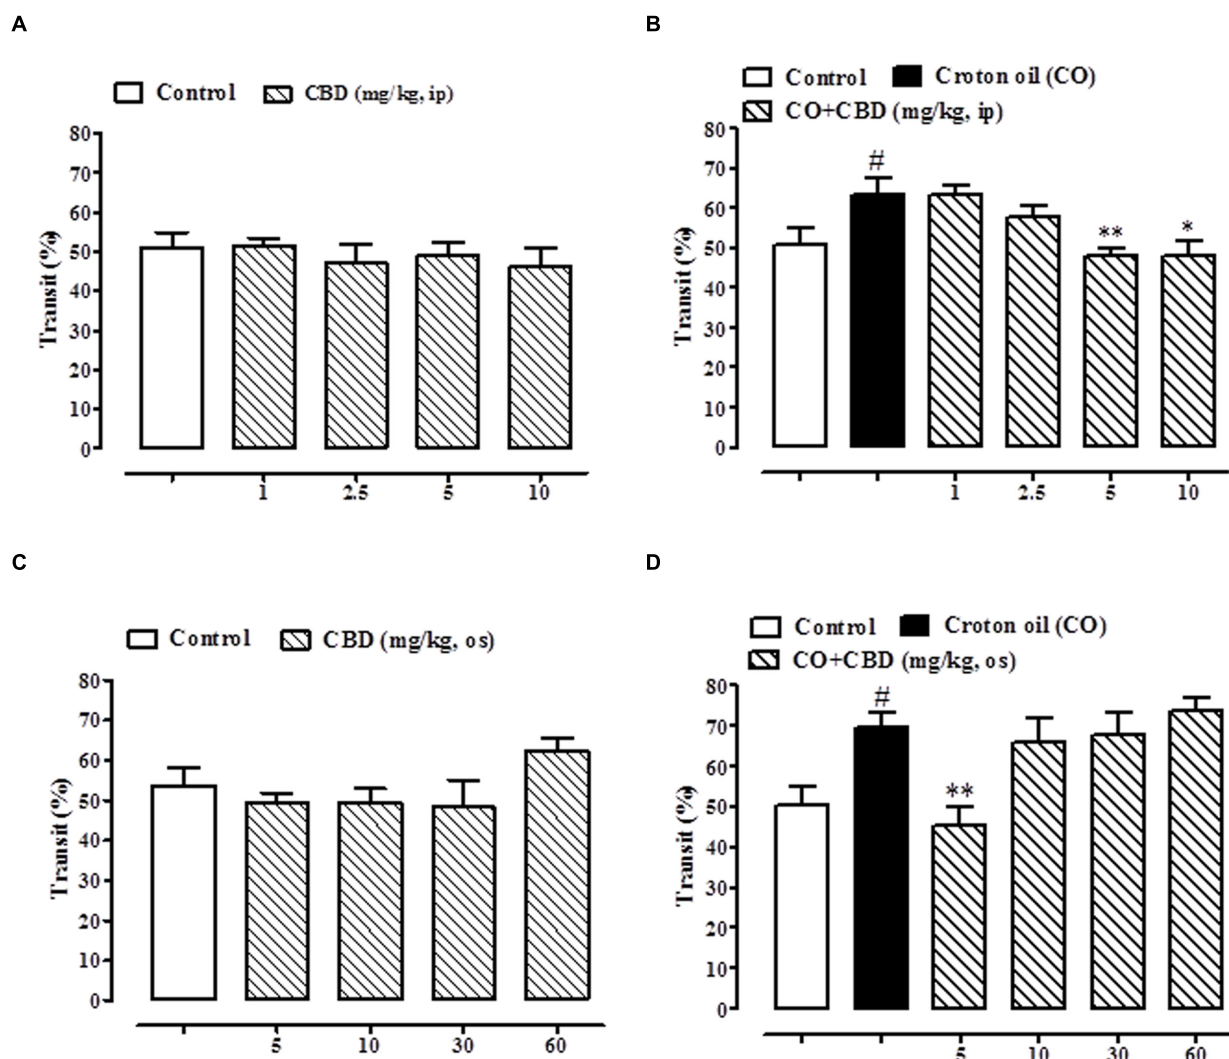 A
B
Control CBD (mg/kg, ip)
Control Croton oil (CO)
CO+CBD (mg/kg, ip)
Transit (%)
80
70
60
50
40
30
20
10
0
1 2.5 5 10
Transit (%)
80
70
60
50
40
30
20
10
0
#
**
*
1 2.5 5 10
C
D
Control CBD (mg/kg, os)
Control Croton oil (CO)
CO+CBD (mg/kg, os)
Transit (%)
80
70
60
50
40
30
20
10
0
5 10 30 60
Transit (%)
80
70
60
50
40
30
20
10
0
#
**
5 10 30 60